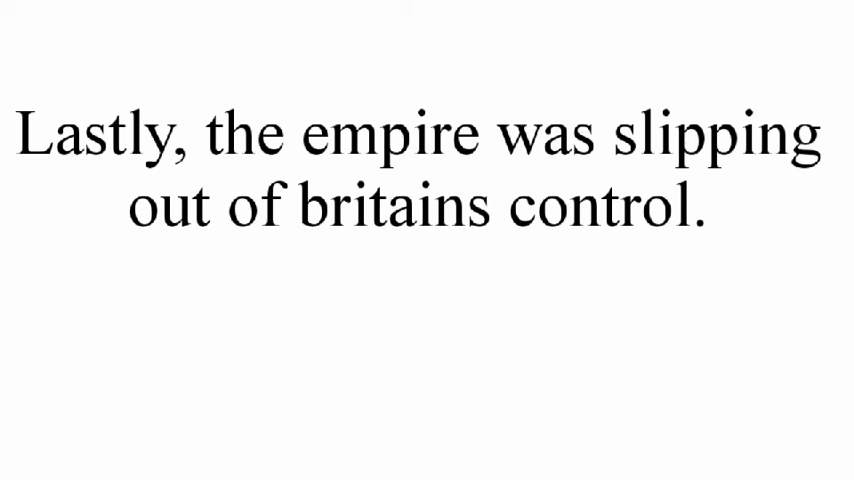 Lastly, the empire was slipping
out of britains control.